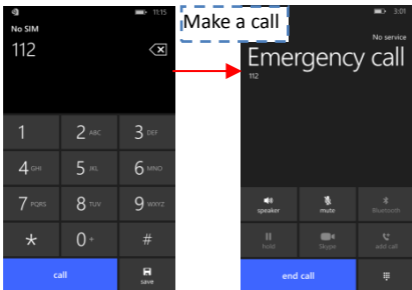 11:15
No SIM
112
1
2 ABC
3 DEF
4 GHI
5 JKL
6 MNO
7 PQRS
8 TUV
9 WXYZ
*
0 +
#
call
save
Make a call
3:01
No service
Emergency call
112
speaker
mute
Bluetooth
hold
Skype
add call
end call